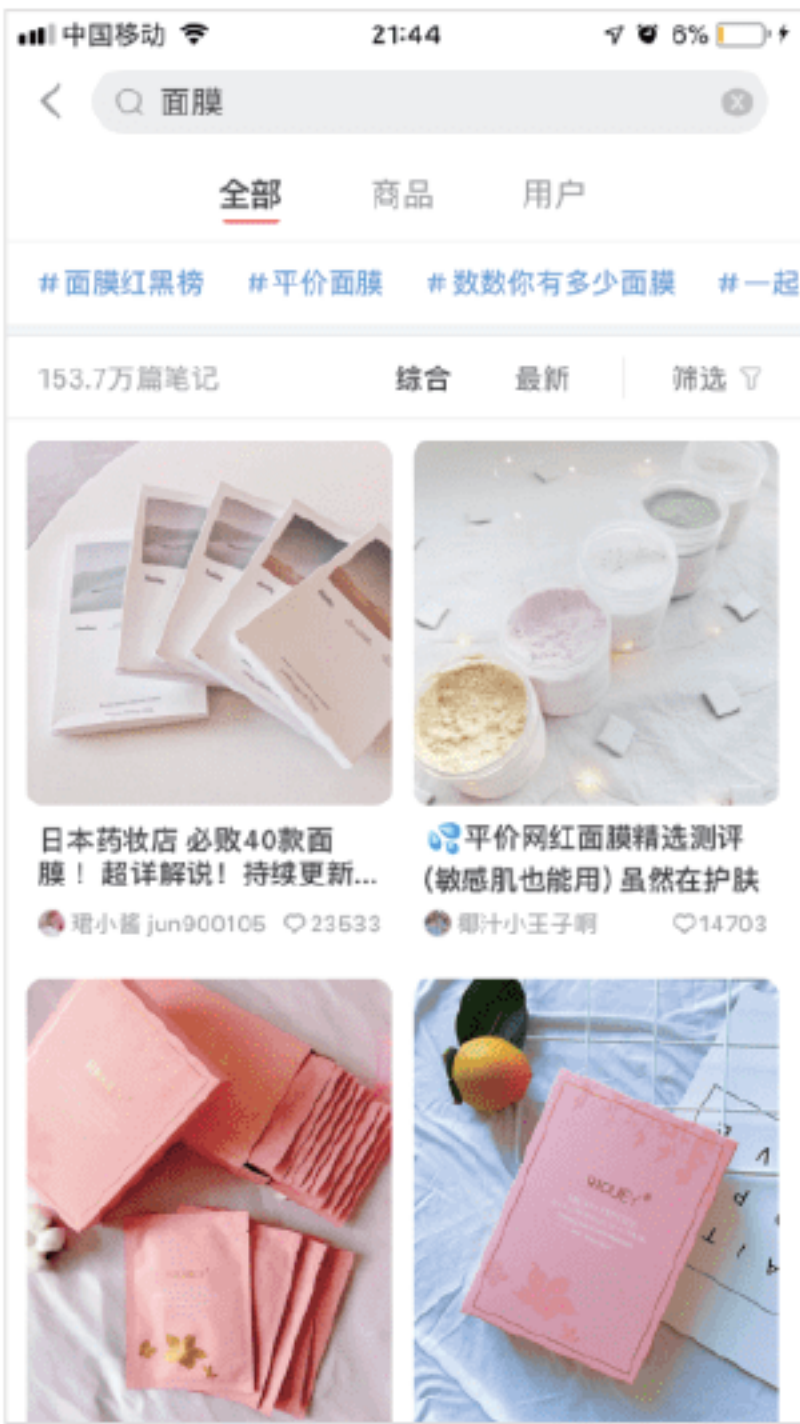 中国移动
21:44
6%
面膜
全部 商品 用户
#面膜红黑榜 #平价面膜 #数数你有多少面膜 #一起
153.7万篇笔记 综合 最新 筛选
日本药妆店 必败40款面
膜！超详解说！持续更新...
珺小酱 jun900105 23533
💦平价网红面膜精选测评
(敏感肌也能用) 虽然在护肤
椰汁小王子啊 14703